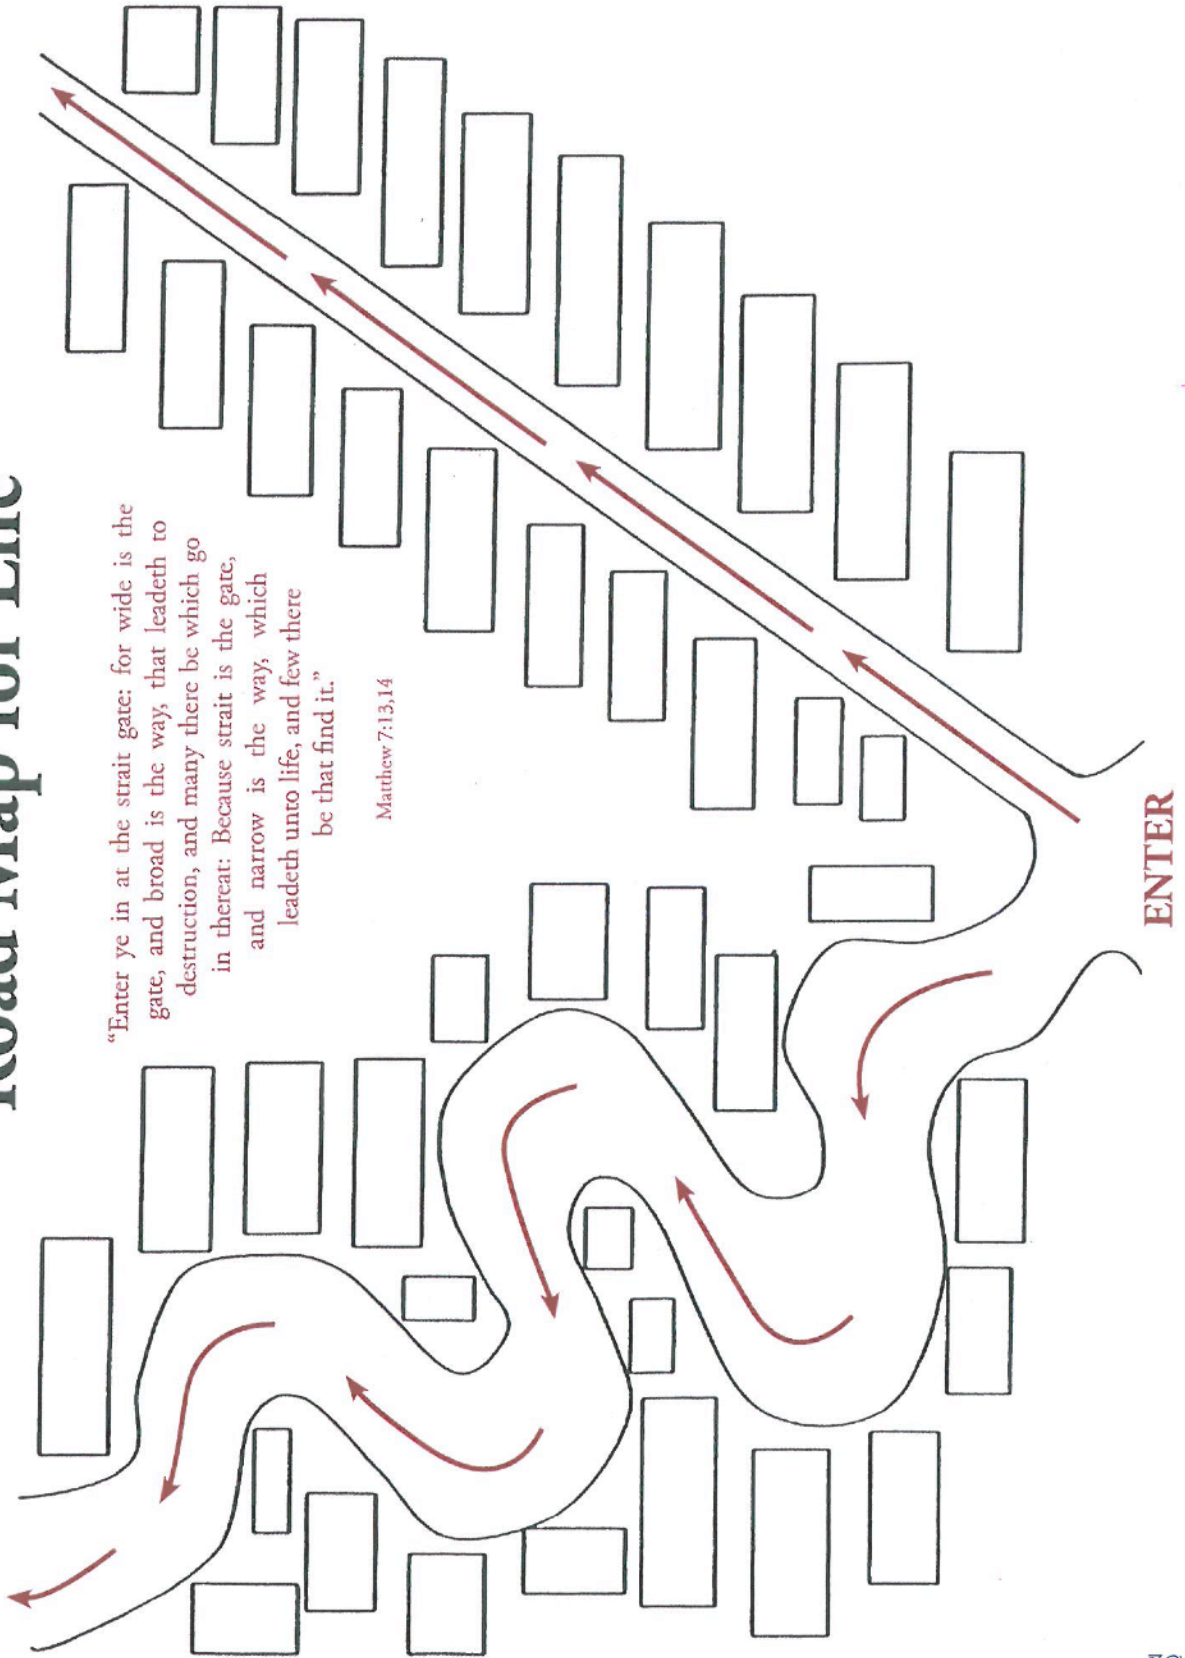 Road Map for Life
“Enter ye in at the strait gate: for wide is the
gate, and broad is the way, that leadeth to
destruction, and many there be which go
in thereat: Because strait is the gate,
and narrow is the way, which
leadeth unto life, and few there
be that find it.”
Matthew 7:13,14
ENTER